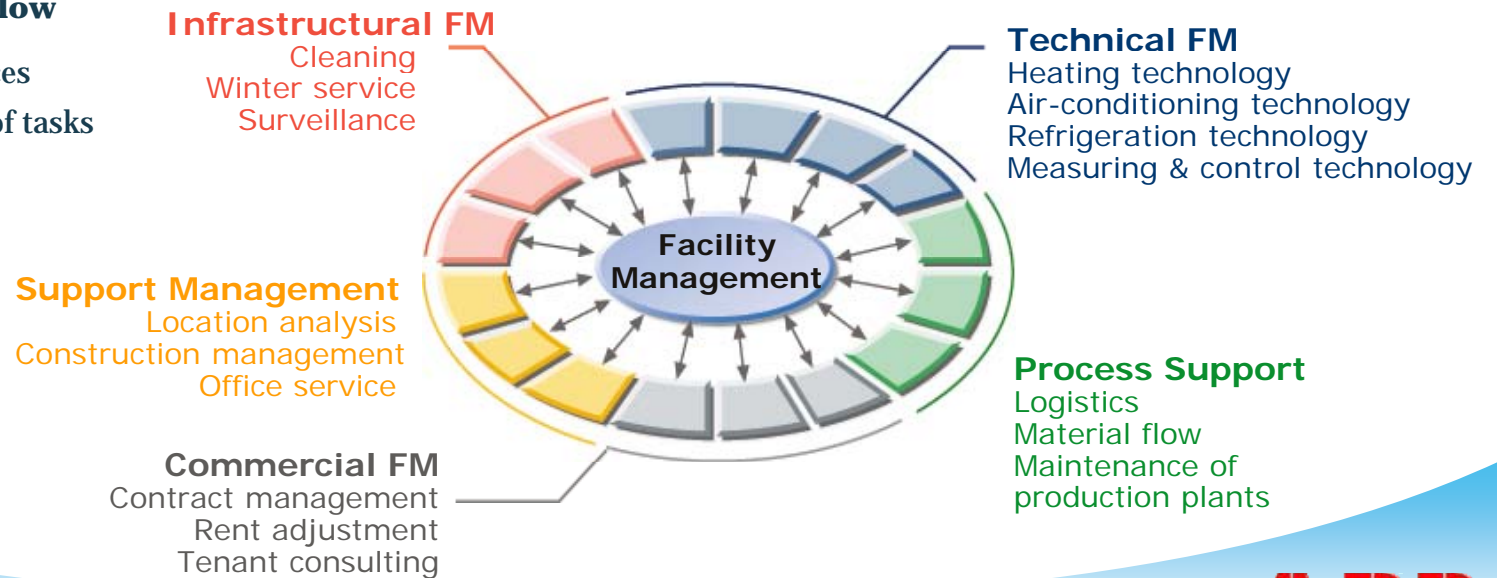 Infrastructural FM
Cleaning
Winter service
Surveillance
of tasks
Technical FM
Heating technology
Air-conditioning technology
Refrigeration technology
Measuring & control technology
Facility
Management
Support Management
Location analysis
Construction management
Office service
Process Support
Logistics
Material flow
Maintenance of
production plants
Commercial FM
Contract management
Rent adjustment
Tenant consulting